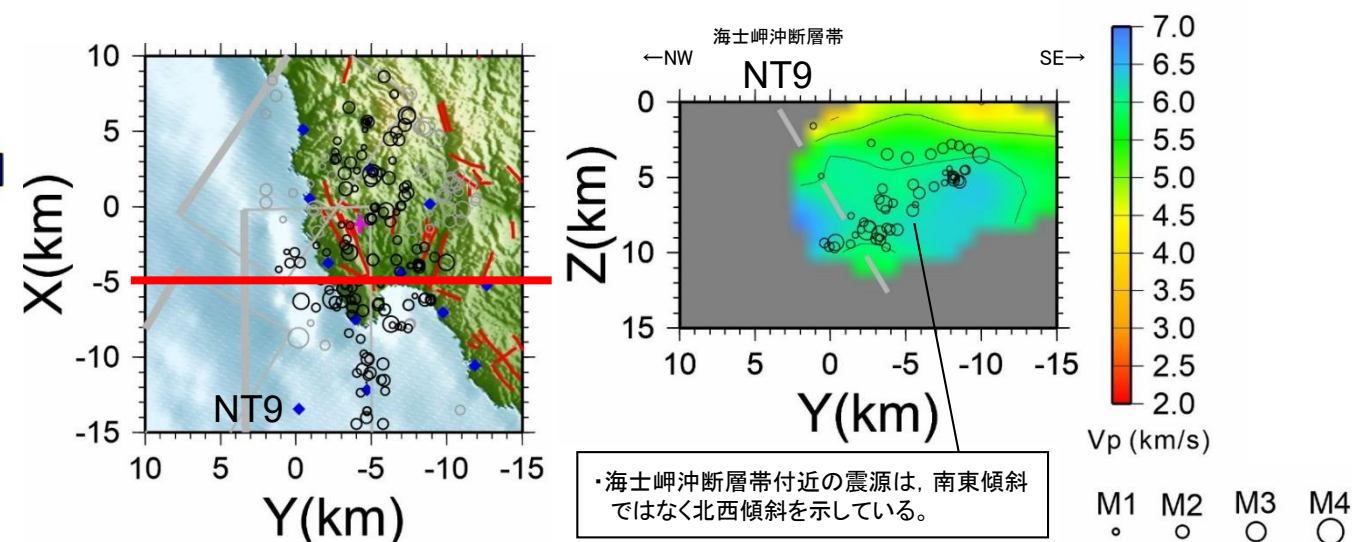 海士岬沖断層帯
←NW
SE→
NT9
10
5
0
-5
-10
-15
X(km)
NT9
10
5
0
-5
-10
-15
Y(km)
0
5
10
15
Z(km)
10
5
0
-5
-10
-15
Y(km)
7.0
6.5
6.0
5.5
5.0
4.5
4.0
3.5
3.0
2.5
2.0
Vp (km/s)
・海士岬沖断層帯付近の震源は，南東傾斜
ではなく北西傾斜を示している。
M1
M2
M3
M4